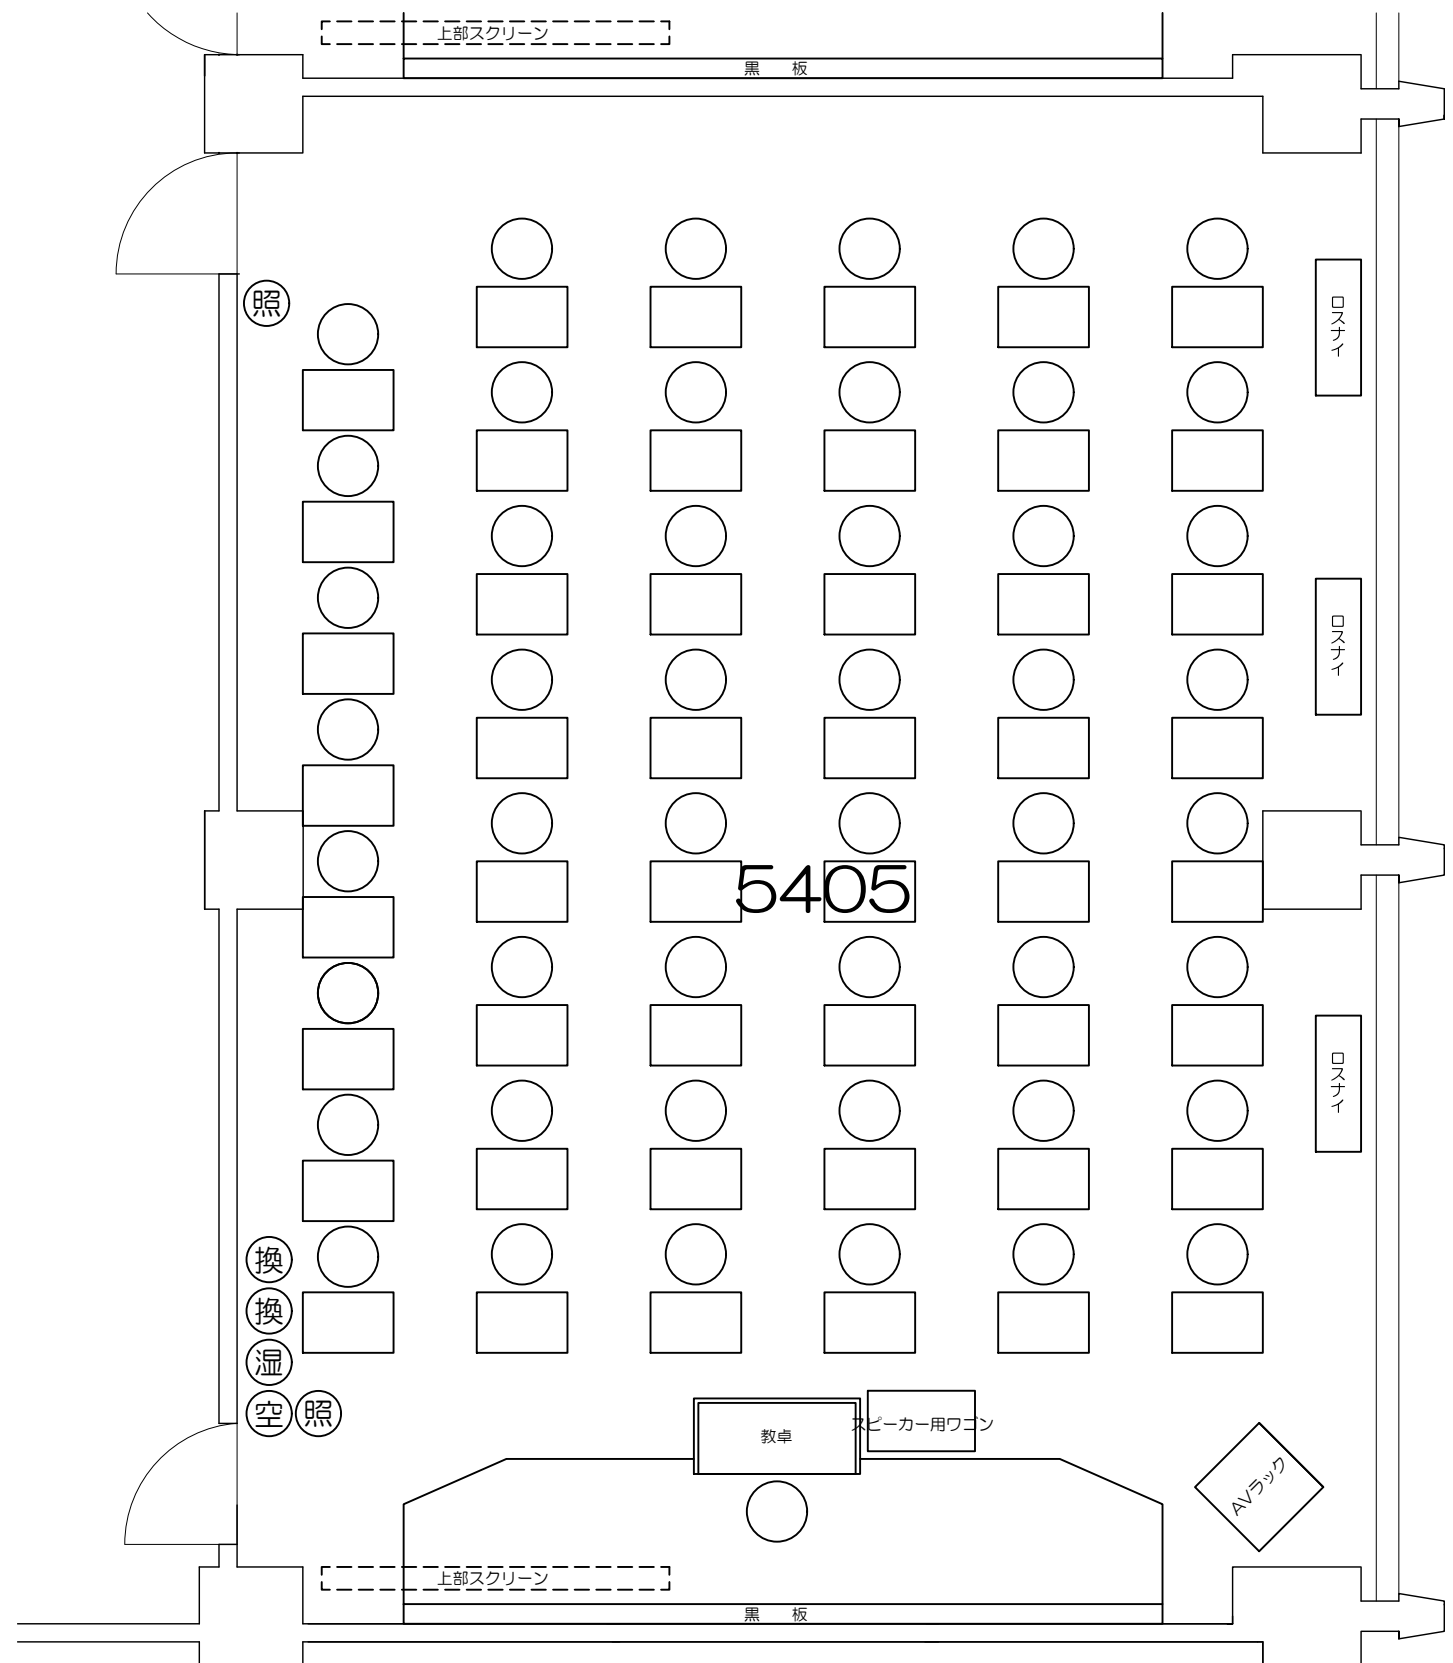 上部スクリーン
黒 板
照
ロスナイ
ロスナイ
5405
ロスナイ
換
換
湿
空 照
教卓
スピーカー用ワゴン
AVラック
上部スクリーン
黒 板